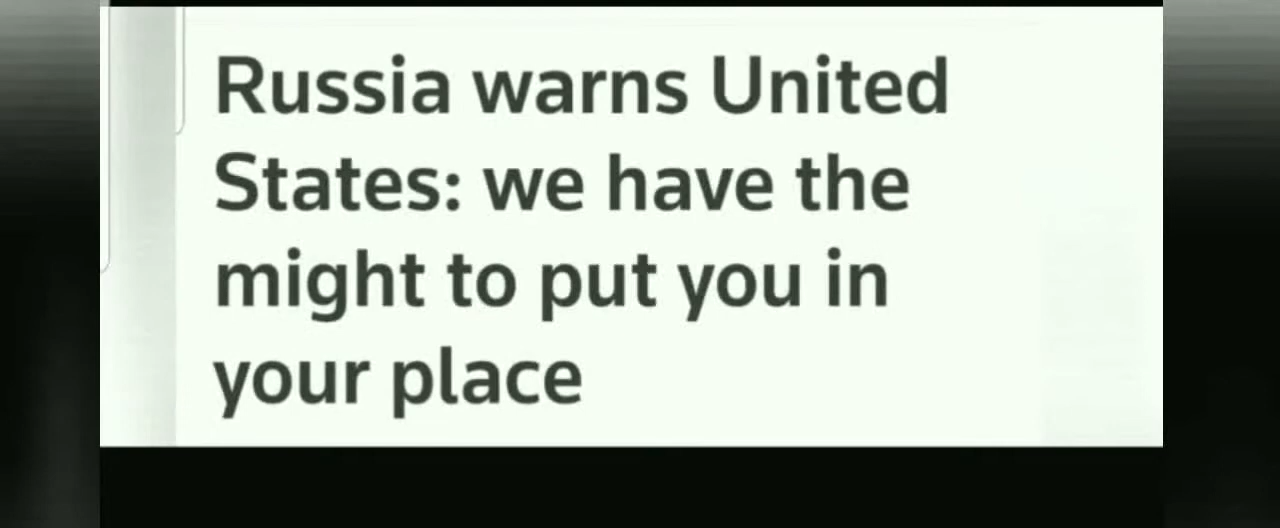 Russia warns United
States: we have the
might to put you in
your place